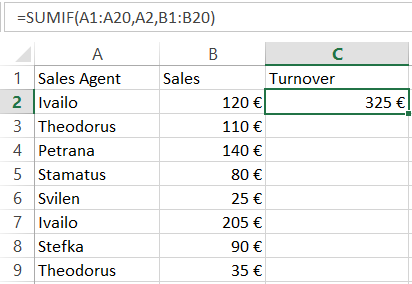 =SUMIF(A1:A20,A2,B1:B20)
A B C
1 Sales Agent Sales Turnover
2 Ivailo 120 € 325 €
3 Theodorus 110 €
4 Petrana 140 €
5 Stamatus 80 €
6 Svilen 25 €
7 Ivailo 205 €
8 Stefka 90 €
9 Theodorus 35 €